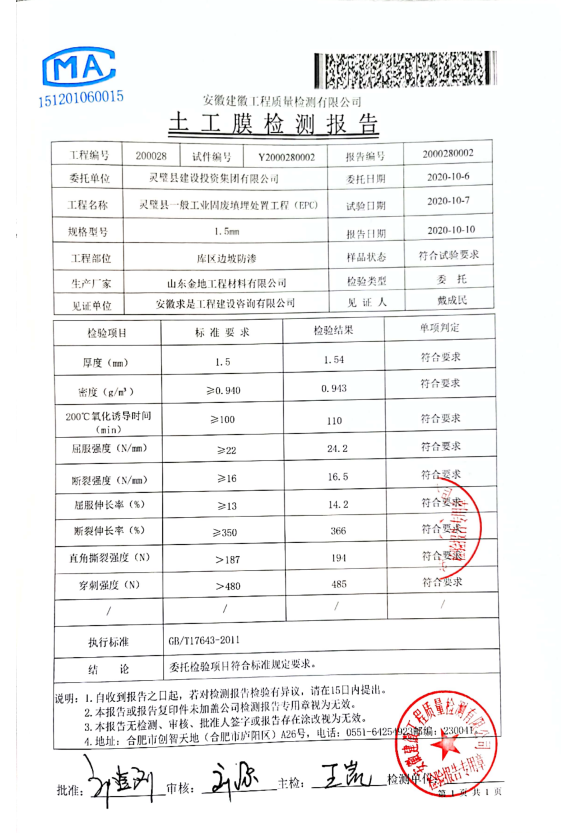 CMA
151201060015
安徽建徽工程质量检测有限公司
土工膜检测报告
工程编号 200028 试件编号 Y2000280002 报告编号 2000280002
委托单位 灵璧县建设投资集团有限公司 委托日期 2020-10-6
工程名称 灵璧县一般工业固废填埋处置工程（EPC） 试验日期 2020-10-7
规格型号 1.5mm 报告日期 2020-10-10
工程部位 库区边坡防渗 样品状态 符合试验要求
生产厂家 山东金地工程材料有限公司 检验类型 委 托
见证单位 安徽求是工程建设咨询有限公司 见 证 人 戴成民
检验项目 标 准 要 求 检验结果 单项判定
厚度（mm） 1.5 1.54 符合要求
密度（g/m³） ≥0.940 0.943 符合要求
200℃氧化诱导时间
（min） ≥100 110 符合要求
屈服强度（N/mm） ≥22 24.2 符合要求
断裂强度（N/mm） ≥16 16.5 符合要求
屈服伸长率（%） ≥13 14.2 符合要求
断裂伸长率（%） ≥350 366 符合要求
直角撕裂强度（N） >187 194 符合要求
穿刺强度（N） >480 485 符合要求
/ / / /
执行标准 GB/T17643-2011
结 论 委托检验项目符合标准规定要求。
说明：1.自收到报告之日起，若对检测报告检验有异议，请在15日内提出。
2.本报告或报告复印件未加盖公司检测报告专用章视为无效。
3.本报告无检测、审核、批准人签字或报告存在涂改视为无效。
4.地址：合肥市创智天地（合肥市庐阳区）A26号，电话：0551-64254923邮编：230041
批准： 审核： 主检：王凯 检测单位
第 1 页 共 1 页